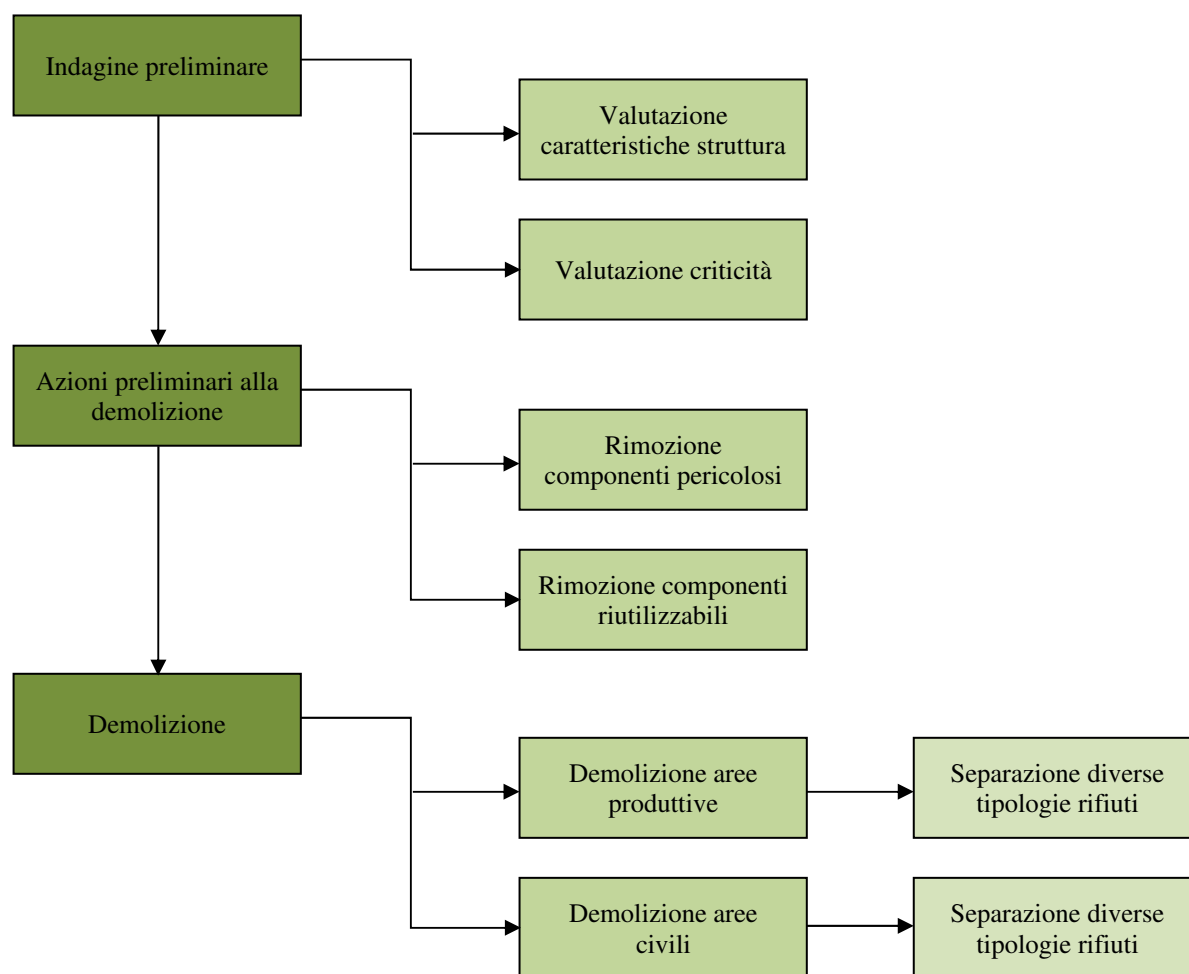 Indagine preliminare
Valutazione
caratteristiche struttura
Valutazione criticità
Azioni preliminari alla
demolizione
Rimozione
componenti pericolosi
Rimozione componenti
riutilizzabili
Demolizione
Demolizione aree
produttive
Separazione diverse
tipologie rifiuti
Demolizione aree
civili
Separazione diverse
tipologie rifiuti